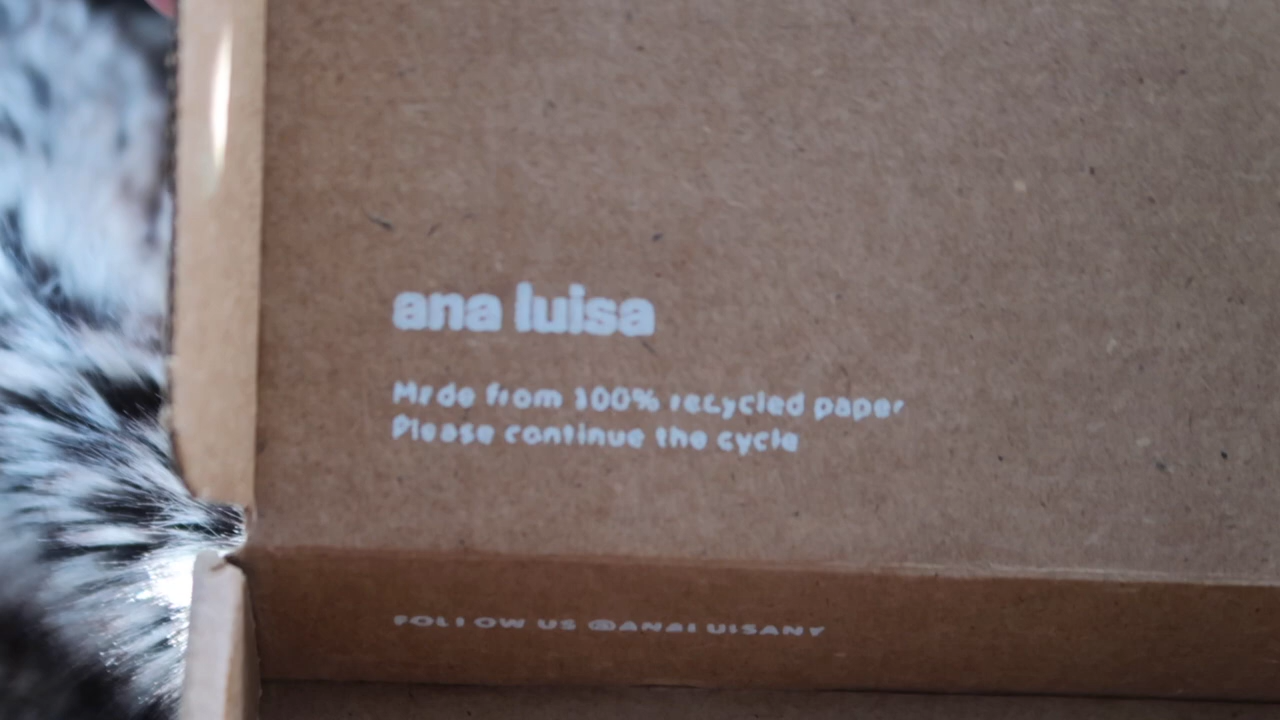 ana luisa
Made from 100% recycled paper
Please continue the cycle
FOLLOW US @ANALUISANY